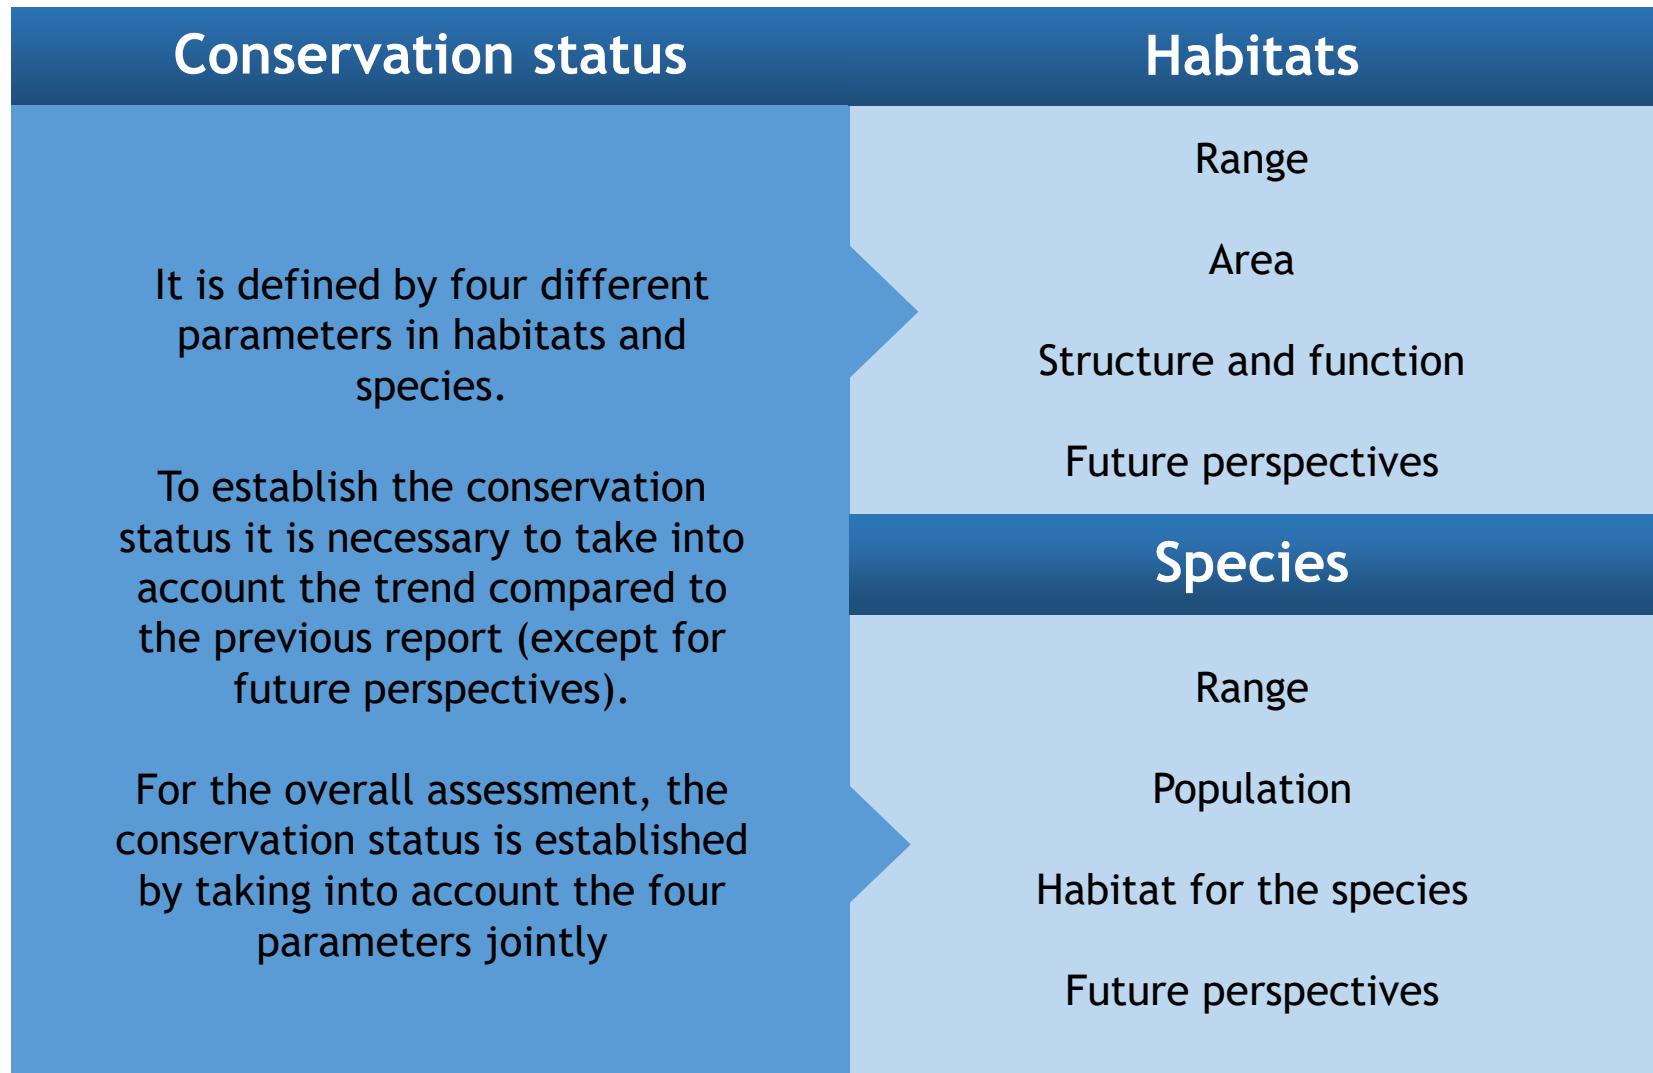 Conservation status
It is defined by four different
parameters in habitats and
species.
To establish the conservation
status it is necessary to take into
account the trend compared to
the previous report (except for
future perspectives).
For the overall assessment, the
conservation status is established
by taking into account the four
parameters jointly
Habitats
Range
Area
Structure and function
Future perspectives
Species
Range
Population
Habitat for the species
Future perspectives